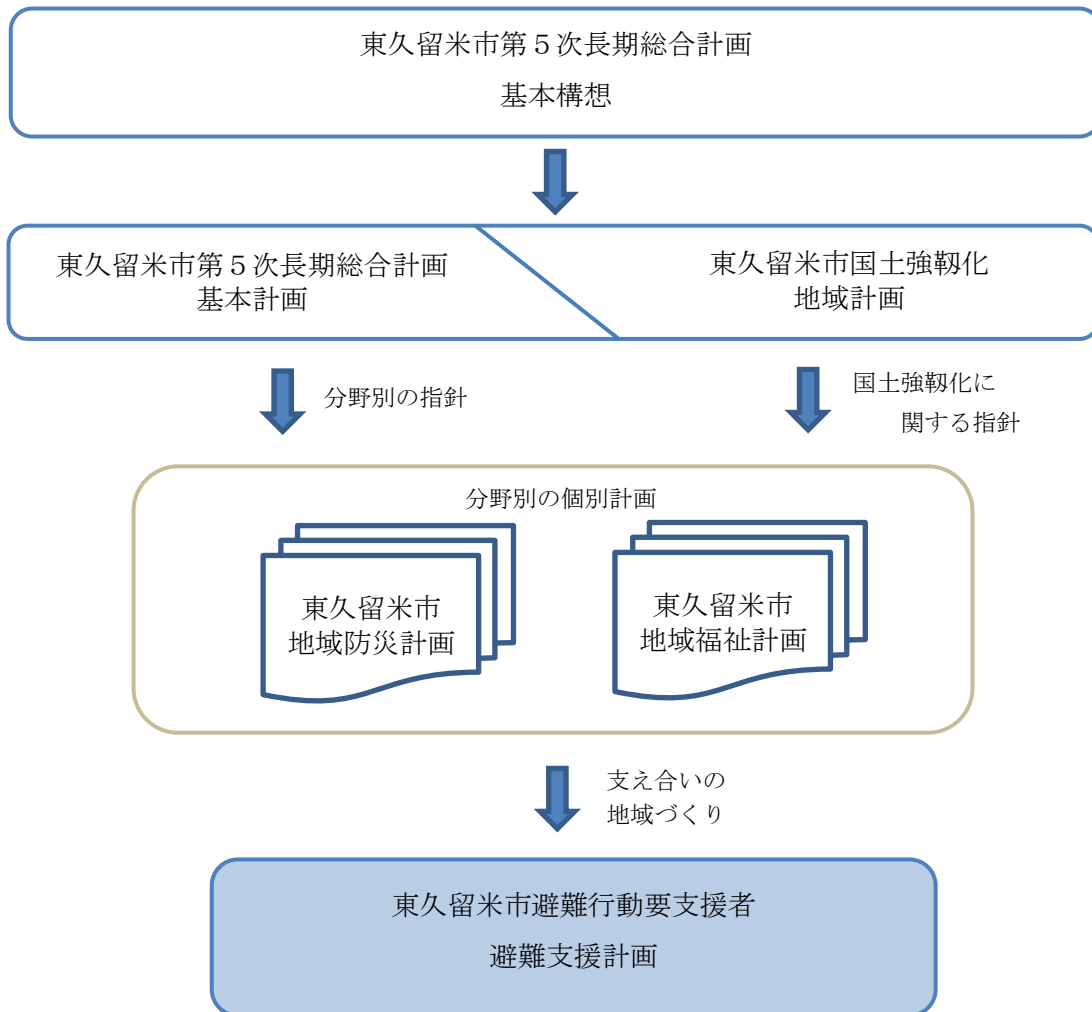 東久留米市第５次長期総合計画
基本構想
東久留米市第５次長期総合計画
基本計画
東久留米市国土強靱化
地域計画
分野別の指針
国土強靱化に
関する指針
分野別の個別計画
東久留米市
地域防災計画
東久留米市
地域福祉計画
支え合いの
地域づくり
東久留米市避難行動要支援者
避難支援計画